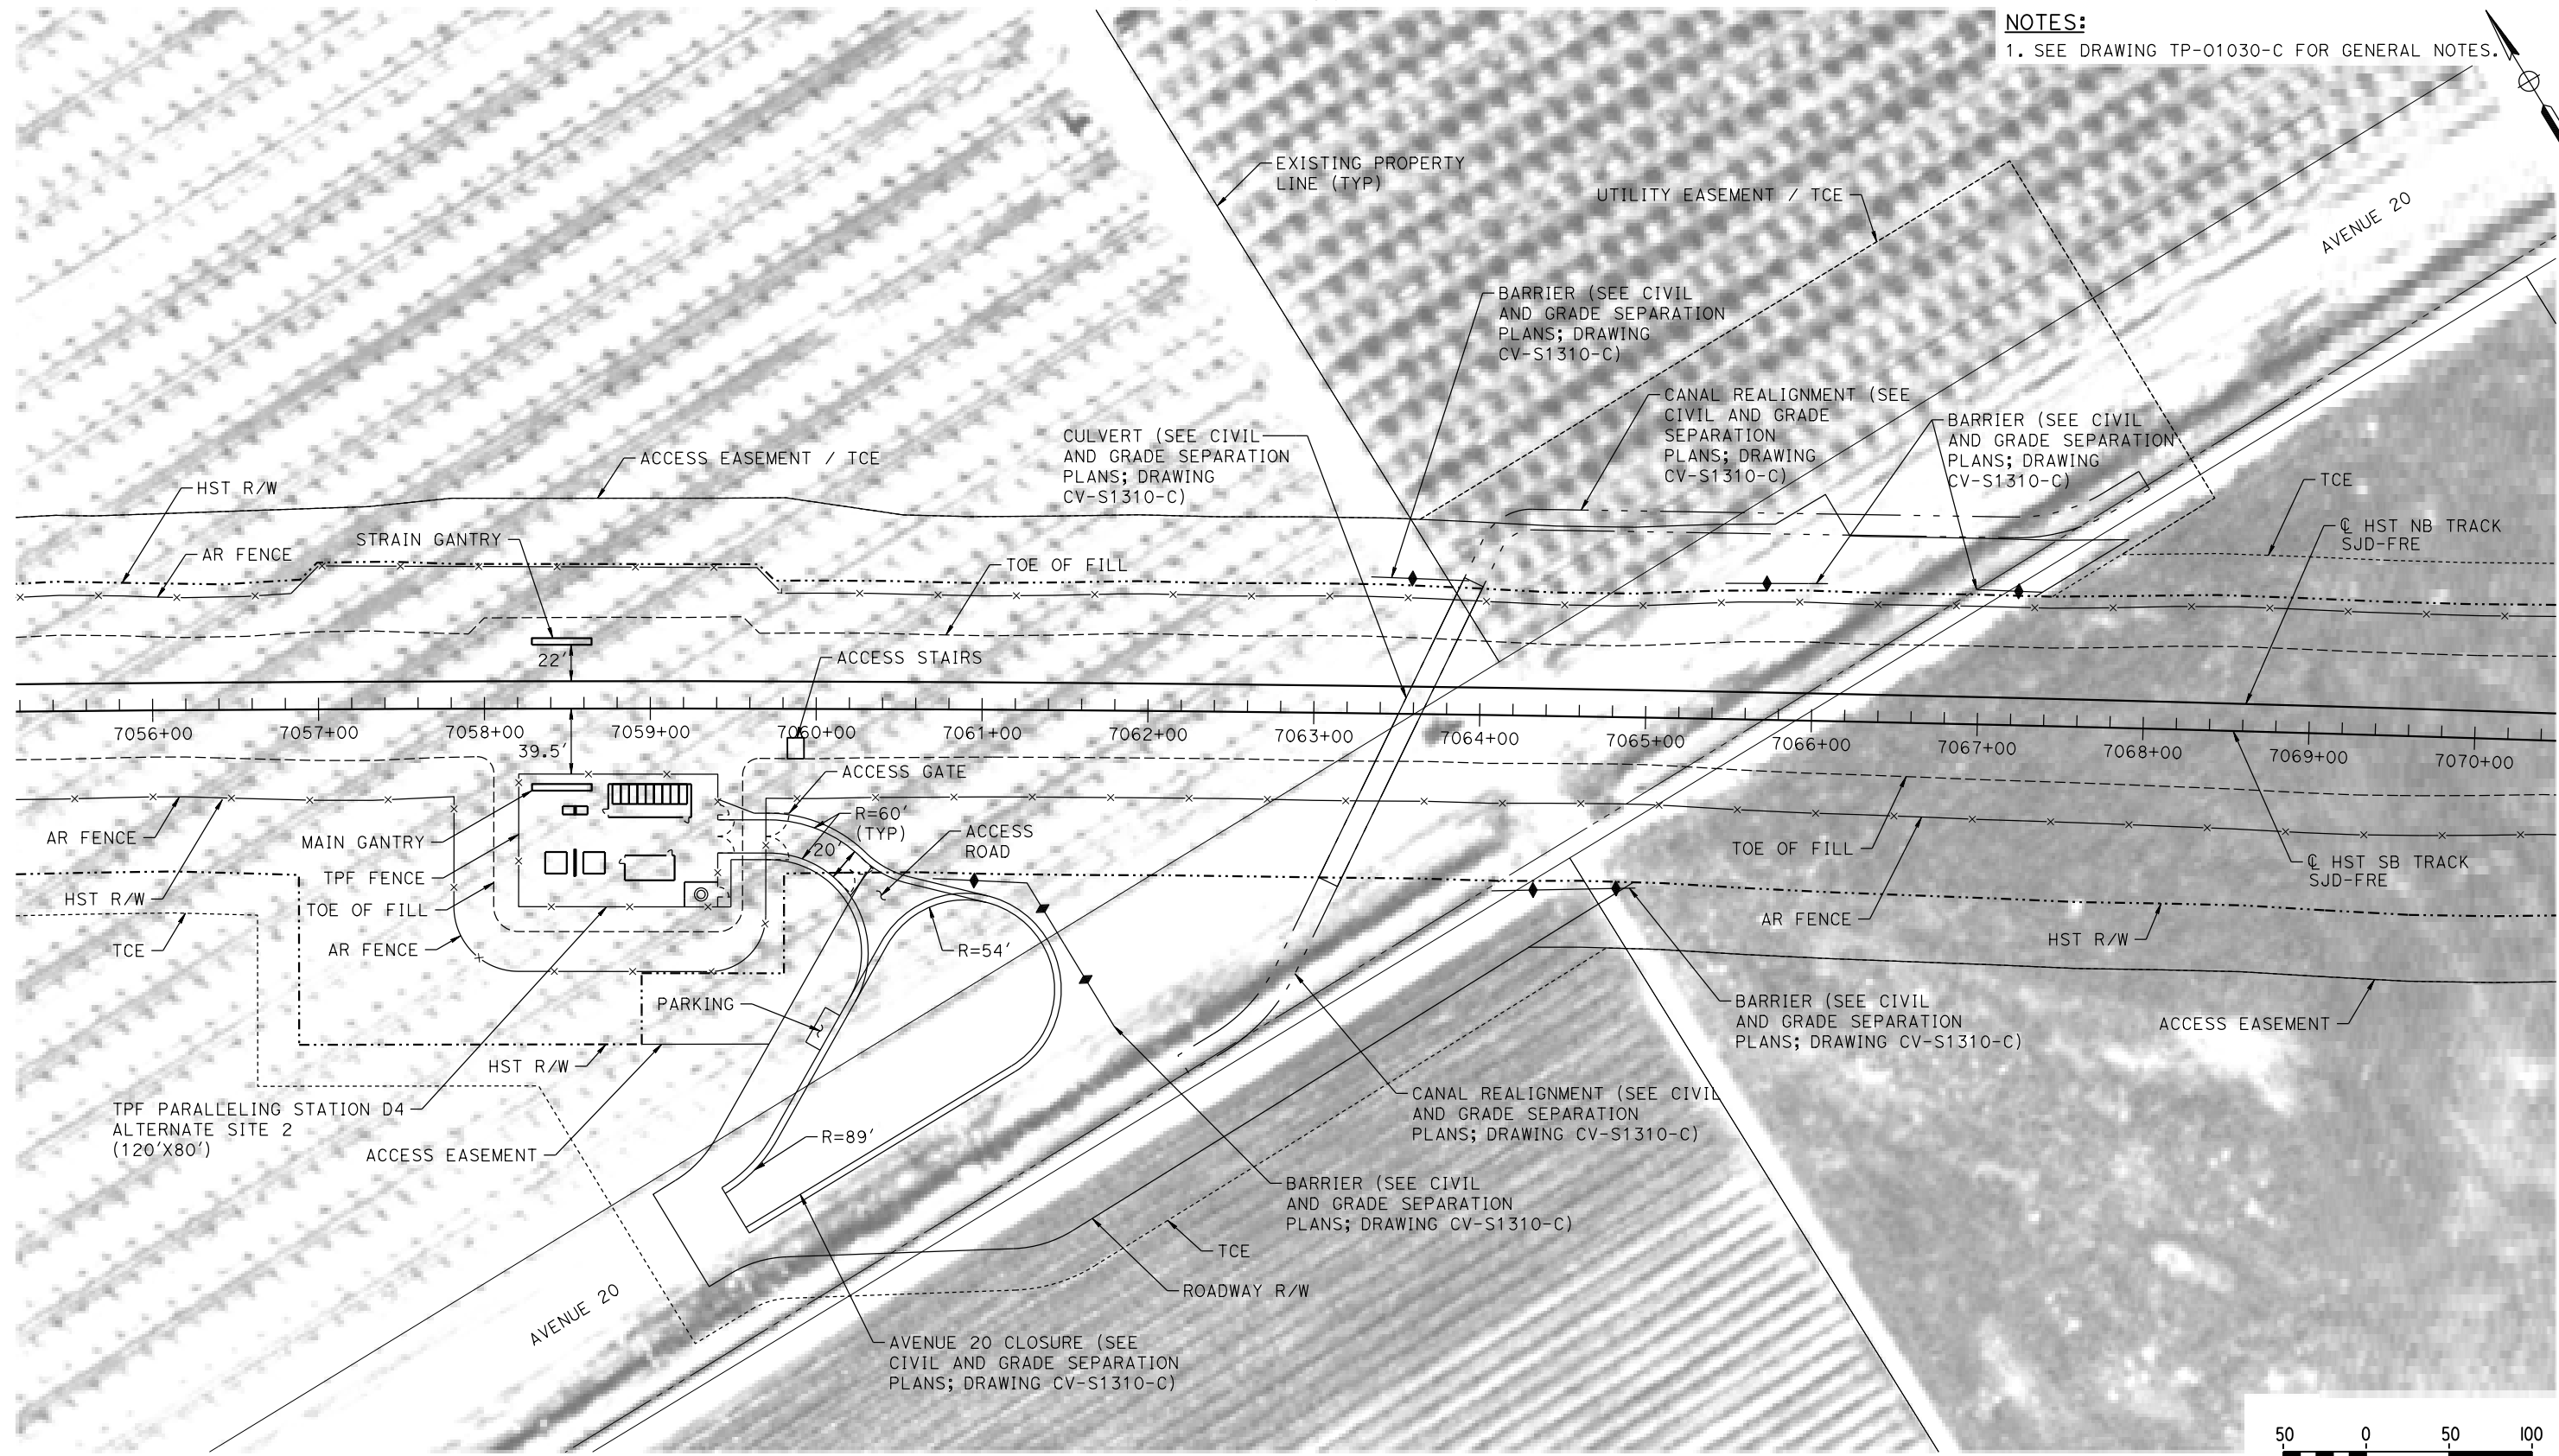 NOTES:
1. SEE DRAWING TP-01030-C FOR GENERAL NOTES.
EXISTING PROPERTY
LINE (TYP)
UTILITY EASEMENT / TCE
AVENUE 20
BARRIER (SEE CIVIL
AND GRADE SEPARATION
PLANS; DRAWING
CV-S1310-C)
CANAL REALIGNMENT (SEE
CIVIL AND GRADE
SEPARATION
PLANS; DRAWING
CV-S1310-C)
BARRIER (SEE CIVIL
AND GRADE SEPARATION
PLANS; DRAWING
CV-S1310-C)
CULVERT (SEE CIVIL
AND GRADE SEPARATION
PLANS; DRAWING
CV-S1310-C)
ACCESS EASEMENT / TCE
HST R/W
TCE
℄ HST NB TRACK
SJD-FRE
STRAIN GANTRY
AR FENCE
TOE OF FILL
22'
ACCESS STAIRS
7056+00
7057+00
7058+00
7059+00
7060+00
7061+00
7062+00
7063+00
7064+00
7065+00
7066+00
7067+00
7068+00
7069+00
7070+00
39.5'
ACCESS GATE
R=60'
(TYP)
20'
ACCESS
ROAD
AR FENCE
MAIN GANTRY
TPF FENCE
HST R/W
TOE OF FILL
TCE
AR FENCE
R=54'
TOE OF FILL
℄ HST SB TRACK
SJD-FRE
AR FENCE
HST R/W
PARKING
BARRIER (SEE CIVIL
AND GRADE SEPARATION
PLANS; DRAWING CV-S1310-C)
ACCESS EASEMENT
HST R/W
TPF PARALLELING STATION D4
ALTERNATE SITE 2
(120'X80')
ACCESS EASEMENT
R=89'
CANAL REALIGNMENT (SEE CIVIL
AND GRADE SEPARATION
PLANS; DRAWING CV-S1310-C)
BARRIER (SEE CIVIL
AND GRADE SEPARATION
PLANS; DRAWING CV-S1310-C)
TCE
ROADWAY R/W
AVENUE 20
AVENUE 20 CLOSURE (SEE
CIVIL AND GRADE SEPARATION
PLANS; DRAWING CV-S1310-C)
50 0 50 100